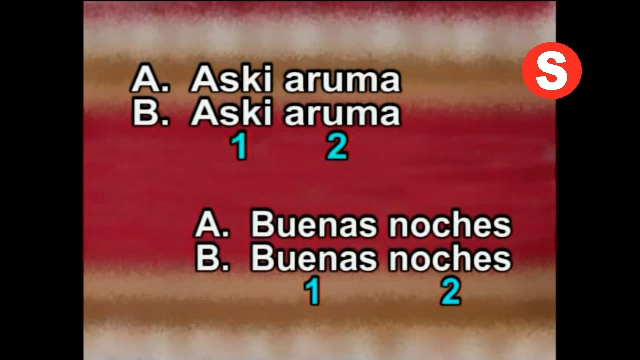 A. Aski aruma
B. Aski aruma
1 2
A. Buenas noches
B. Buenas noches
1 2
S